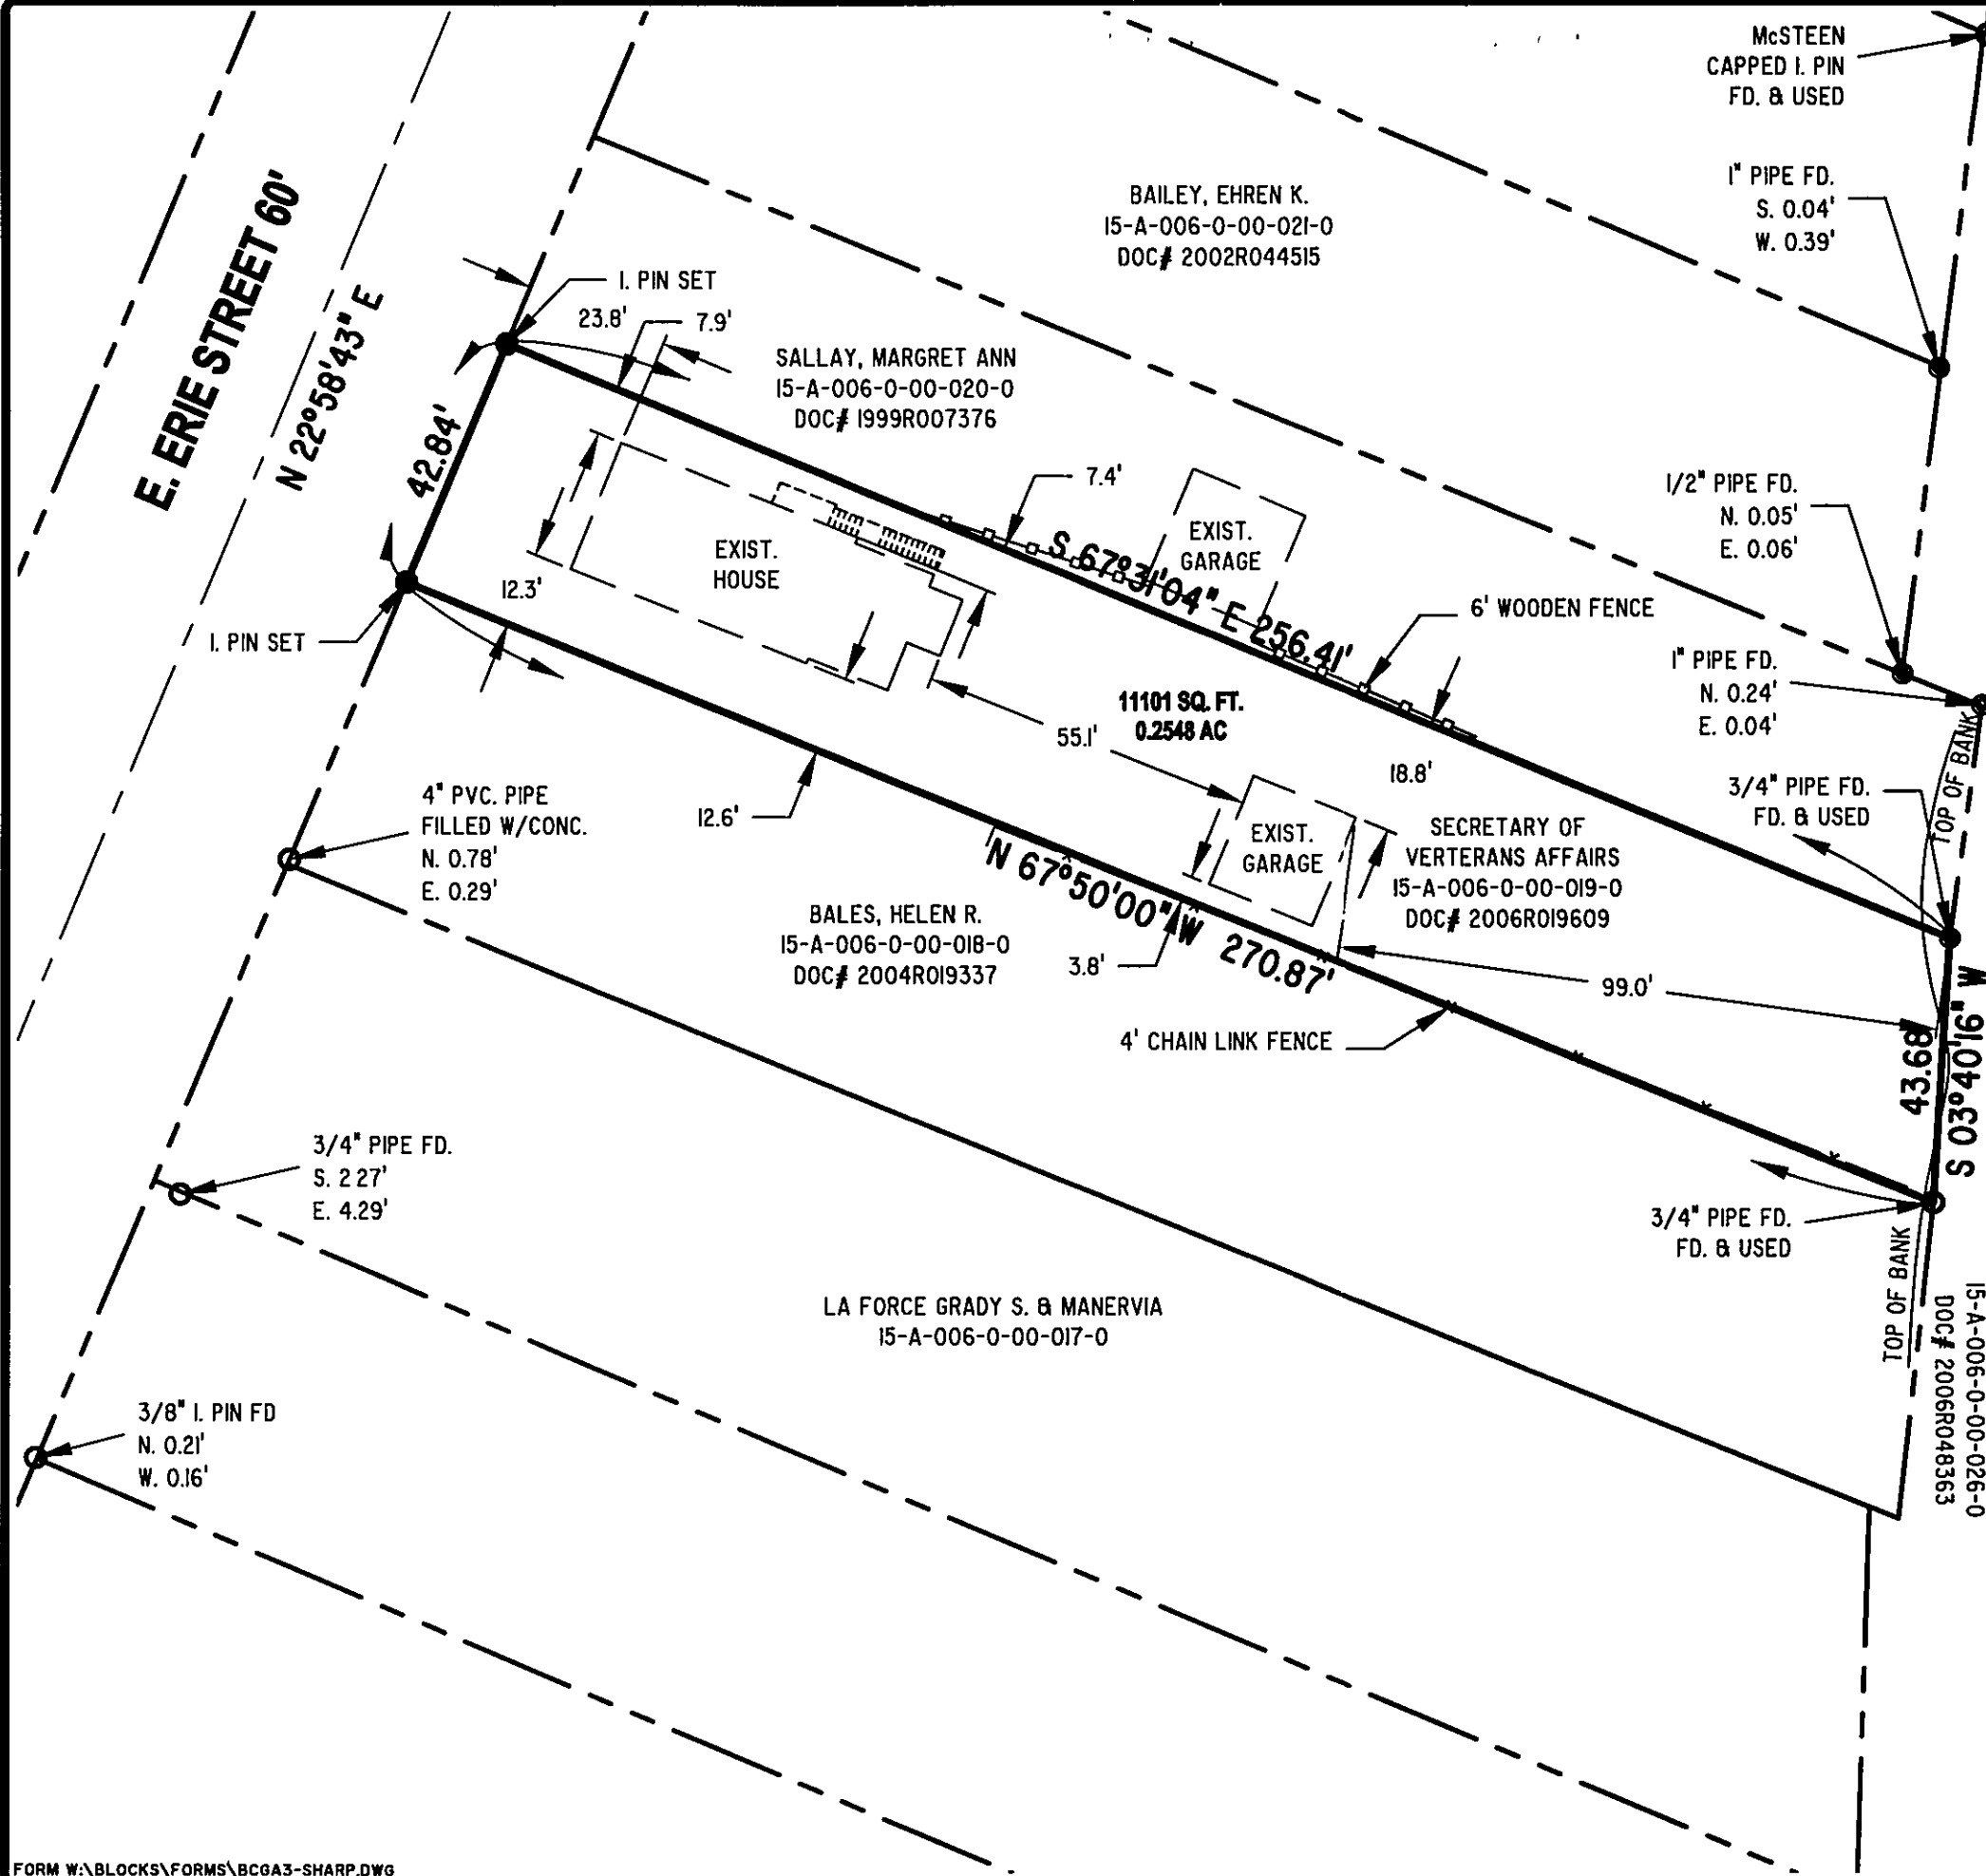 McSTEEN
CAPPED I. PIN
FD. & USED
1" PIPE FD.
S. 0.04'
W. 0.39'
BAILEY, EHREN K.
15-A-006-0-00-021-0
DOC# 2002R044515
E. ERIE STREET 60'
N 22°58'43" E
I. PIN SET
23.8'
7.9'
SALLAY, MARGRET ANN
15-A-006-0-00-020-0
DOC# 1999R007376
42.84'
7.4'
1/2" PIPE FD.
N. 0.05'
E. 0.06'
EXIST.
GARAGE
EXIST.
HOUSE
S 67°31'04" E 256.41'
12.3'
6' WOODEN FENCE
I. PIN SET
1" PIPE FD.
N. 0.24'
E. 0.04'
11101 SQ. FT.
0.2548 AC
55.1'
TOP OF BANK
18.8'
3/4" PIPE FD.
FD. & USED
4" PVC. PIPE
FILLED W/CONC.
N. 0.78'
E. 0.29'
12.6'
EXIST.
GARAGE
SECRETARY OF
VERTERANS AFFAIRS
15-A-006-0-00-019-0
DOC# 2006R019609
N 67°50'00" W 270.87'
BALES, HELEN R.
15-A-006-0-00-018-0
DOC# 2004R019337
3.8'
99.0'
4' CHAIN LINK FENCE
43.68'
S 03°40'16" W
3/4" PIPE FD.
S. 2 27'
E. 4.29'
3/4" PIPE FD.
FD. & USED
TOP OF BANK
15-A-006-0-00-026-0
DOC# 2006R048363
LA FORCE GRADY S. & MANERVIA
15-A-006-0-00-017-0
3/8" I. PIN FD
N. 0.21'
W. 0.16'
FORM W:\BLOCKS\FORMS\BCGA3-SHARP.DWG